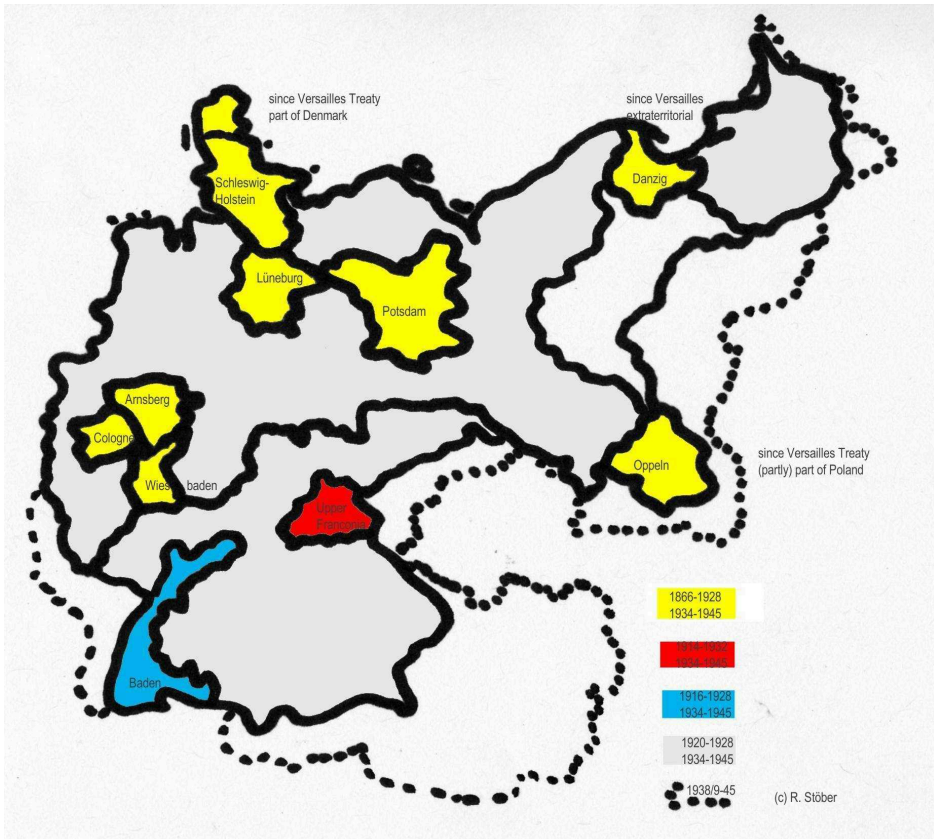 since Versailles Treaty
part of Denmark
since Versailles
extraterritorial
Schleswig-
Holstein
Danzig
Lüneburg
Potsdam
Arnsberg
Cologne
Wies baden
Oppeln
since Versailles Treaty
(partly) part of Poland
Upper
Franconia
Baden
1866-1928
1934-1945
1914-1932
1934-1945
1916-1928
1934-1945
1920-1928
1934-1945
1938/9-45
(c) R. Stöber